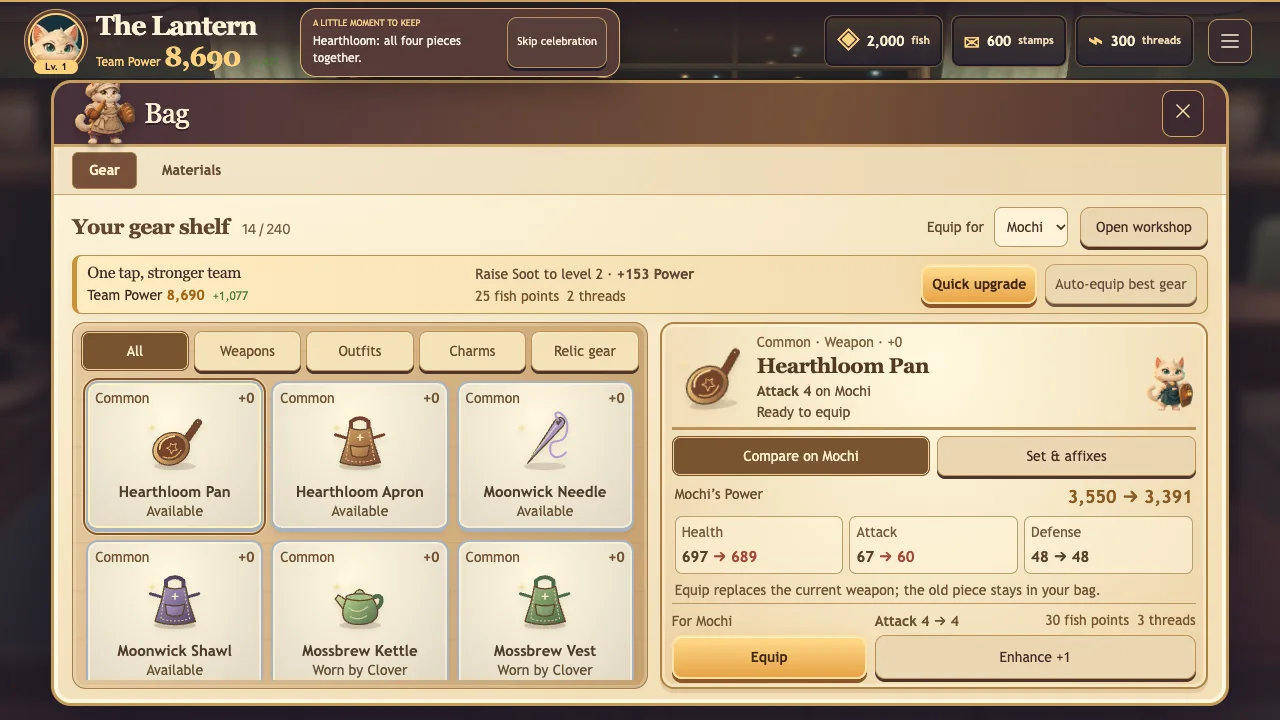 The Lantern
Team Power 8,690
Lv. 1
A LITTLE MOMENT TO KEEP
Hearthloom: all four pieces
together.
Skip celebration
2,000 fish
600 stamps
300 threads
Bag
Gear
Materials
Your gear shelf 14 / 240
Equip for
Mochi
Open workshop
One tap, stronger team
Team Power 8,690 +1,077
Raise Soot to level 2 · +153 Power
25 fish points 2 threads
Quick upgrade
Auto-equip best gear
All
Weapons
Outfits
Charms
Relic gear
Common +0
Hearthloom Pan
Available
Common +0
Hearthloom Apron
Available
Common +0
Moonwick Needle
Available
Common +0
Moonwick Shawl
Available
Common +0
Mossbrew Kettle
Worn by Clover
Common +0
Mossbrew Vest
Worn by Clover
Common · Weapon · +0
Hearthloom Pan
Attack 4 on Mochi
Ready to equip
Compare on Mochi
Set & affixes
Mochi's Power
3,550 → 3,391
Health
697 → 689
Attack
67 → 60
Defense
48 → 48
Equip replaces the current weapon; the old piece stays in your bag.
For Mochi
Attack 4 → 4
30 fish points 3 threads
Equip
Enhance +1